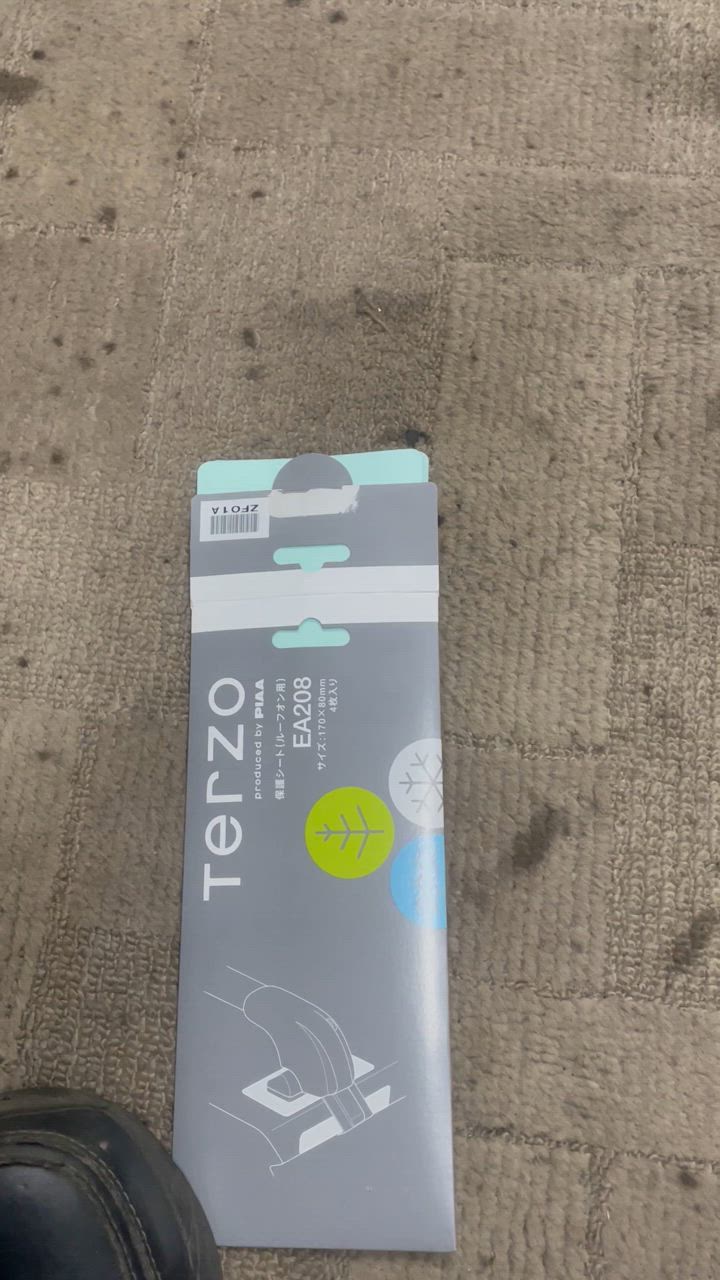 ZF01A
TERZO
produced by PIAA
保護シート(ルーフオン用)
EA208
サイズ:170×80mm
4枚入り